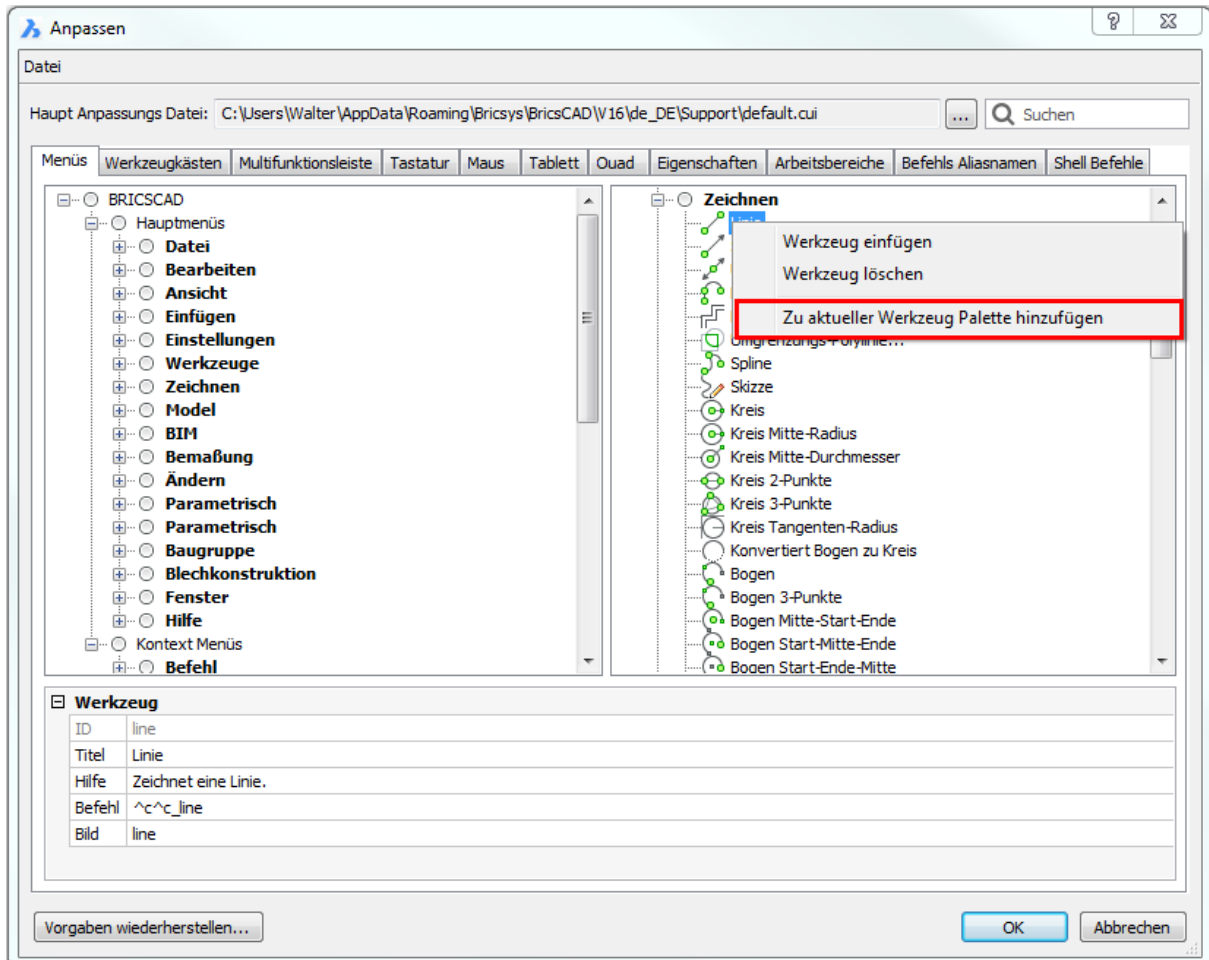 Anpassen
Datei
Haupt Anpassungs Datei: C:\Users\Walter\AppData\Roaming\Bricsys\BricsCAD\V16\de_DE\Support\default.cui ... Suchen
Menüs Werkzeugkästen Multifunktionsleiste Tastatur Maus Tablett Quad Eigenschaften Arbeitsbereiche Befehls Aliasnamen Shell Befehle
BRICSCAD
Hauptmenüs
Datei
Bearbeiten
Ansicht
Einfügen
Einstellungen
Werkzeuge
Zeichnen
Model
BIM
Bemaßung
Ändern
Parametrisch
Parametrisch
Baugruppe
Blechkonstruktion
Fenster
Hilfe
Kontext Menüs
Befehl
Zeichnen
Linie
Werkzeug einfügen
Werkzeug löschen
Zu aktueller Werkzeug Palette hinzufügen
Umgrenzungs-Polylinie...
Spline
Skizze
Kreis
Kreis Mitte-Radius
Kreis Mitte-Durchmesser
Kreis 2-Punkte
Kreis 3-Punkte
Kreis Tangenten-Radius
Konvertiert Bogen zu Kreis
Bogen
Bogen 3-Punkte
Bogen Mitte-Start-Ende
Bogen Start-Mitte-Ende
Bogen Start-Ende-Mitte
Werkzeug
ID line
Titel Linie
Hilfe Zeichnet eine Linie.
Befehl ^c^c_line
Bild line
Vorgaben wiederherstellen... OK Abbrechen